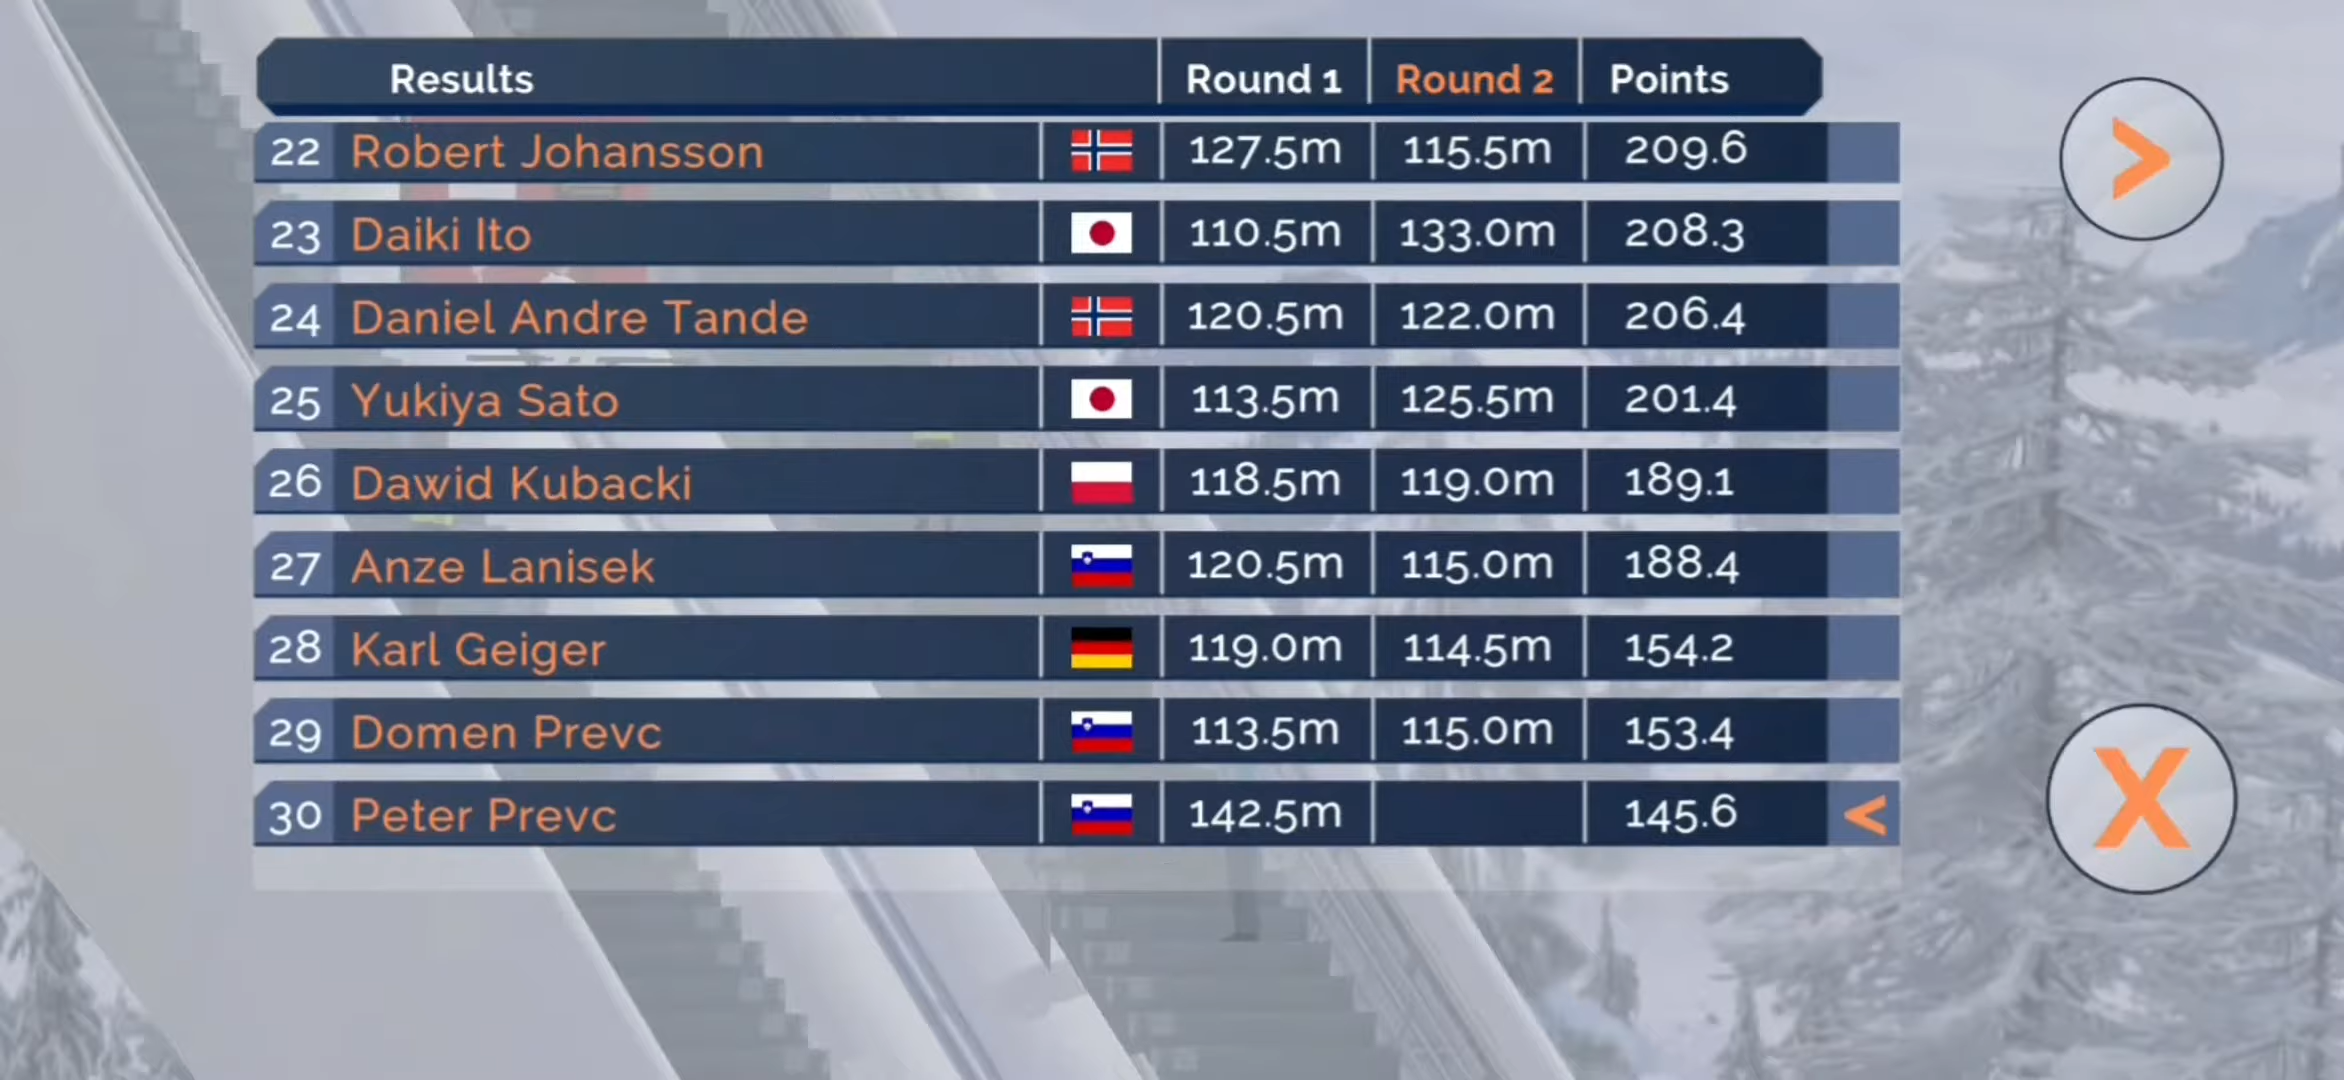 Results Round 1 Round 2 Points
22 Robert Johansson 127.5m 115.5m 209.6
23 Daiki Ito 110.5m 133.0m 208.3
24 Daniel Andre Tande 120.5m 122.0m 206.4
25 Yukiya Sato 113.5m 125.5m 201.4
26 Dawid Kubacki 118.5m 119.0m 189.1
27 Anze Lanisek 120.5m 115.0m 188.4
28 Karl Geiger 119.0m 114.5m 154.2
29 Domen Prevc 113.5m 115.0m 153.4
30 Peter Prevc 142.5m 145.6 <
>
X